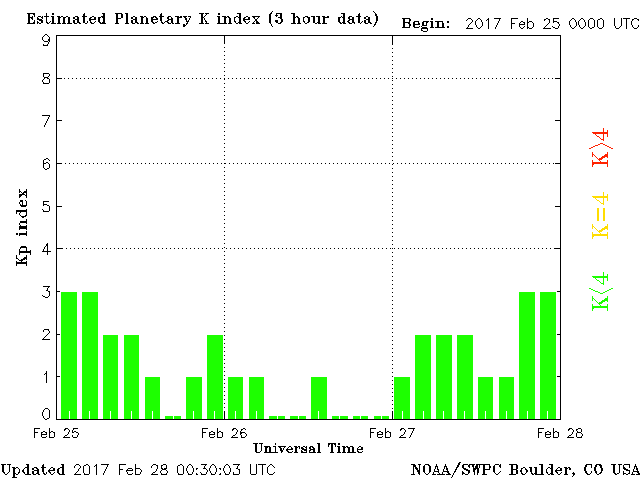 Estimated Planetary K index (3 hour data) Begin: 2017 Feb 25 0000 UTC
9
8
7
6
5
4
3
2
1
0
Kp index
K>4
K=4
K<4
Feb 25 Feb 26 Feb 27 Feb 28
Universal Time
Updated 2017 Feb 28 00:30:03 UTC NOAA/SWPC Boulder, CO USA